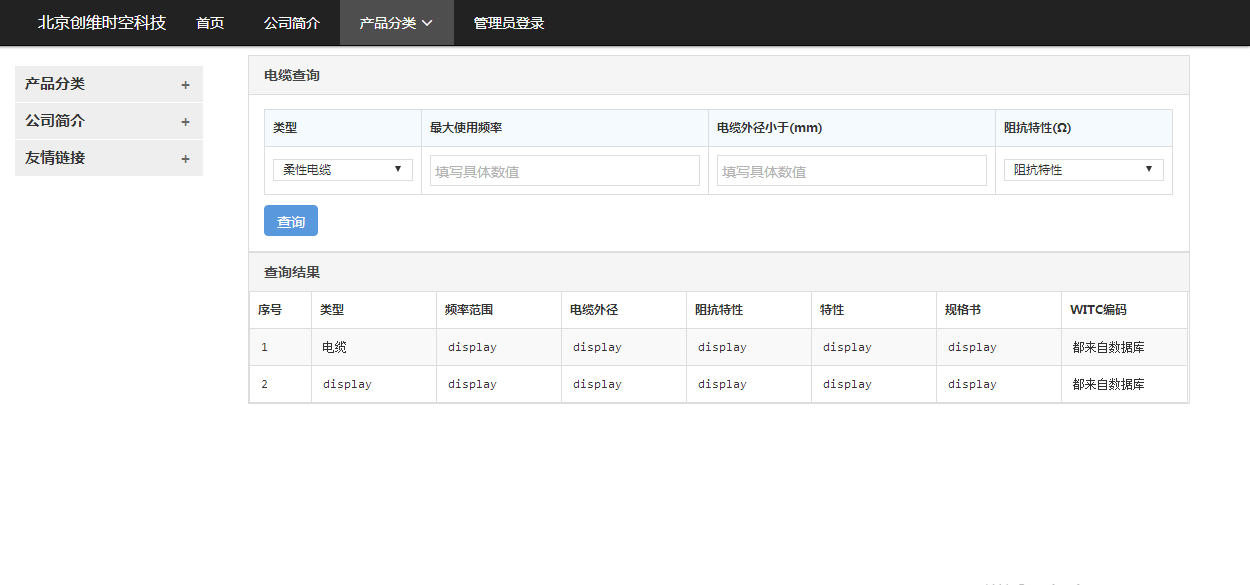 北京创维时空科技 首页 公司简介 产品分类 管理员登录
产品分类 +
公司简介 +
友情链接 +
电缆查询
类型 最大使用频率 电缆外径小于(mm) 阻抗特性(Ω)
柔性电缆 ▼ 填写具体数值 填写具体数值 阻抗特性 ▼
查询
查询结果
序号 类型 频率范围 电缆外径 阻抗特性 特性 规格书 WITC编码
1 电缆 display display display display display 都来自数据库
2 display display display display display display 都来自数据库